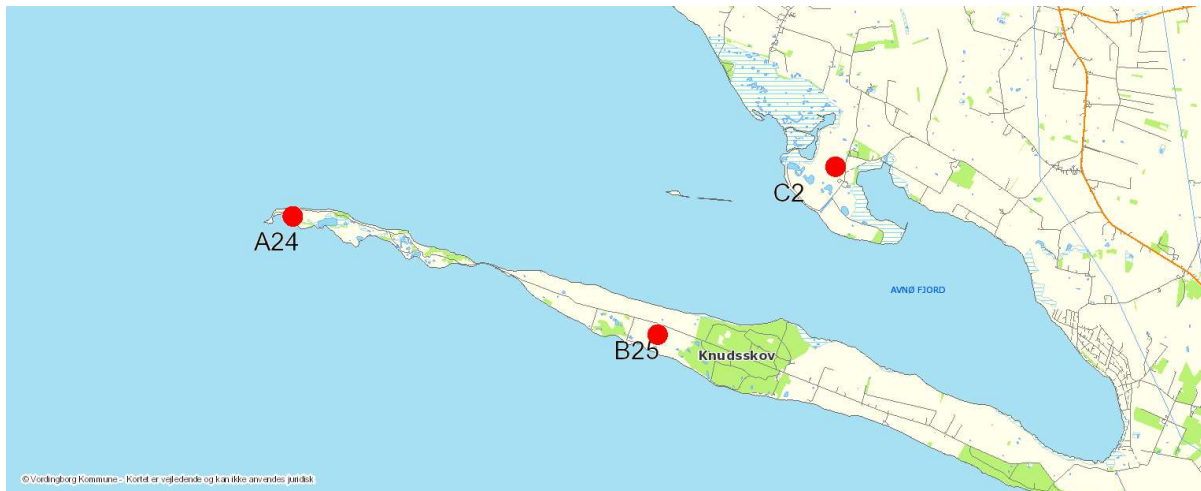 C2
A24
AVNØ FJORD
B25
Knudsskov
© Vordingborg Kommune - Kortet er vejledende og kan ikke anvendes juridisk